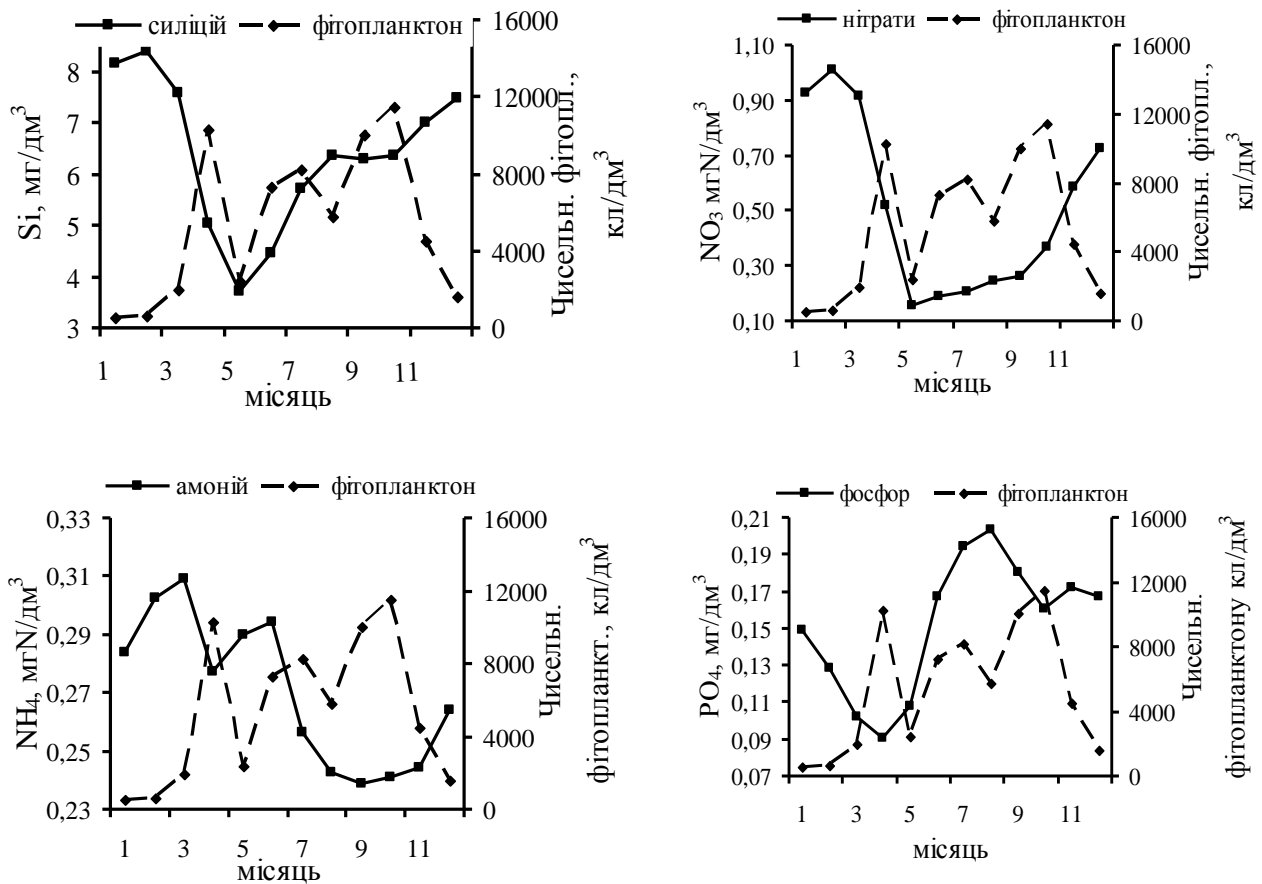 силіцій фітопланктон
Si, мг/дм³
8
7
6
5
4
3
16000
12000
8000
4000
0
Чисельн. фітопл.,
кл/дм³
1 3 5 7 9 11
місяць
нітрати фітопланктон
NO₃ мгN/дм³
1,10
0,90
0,70
0,50
0,30
0,10
16000
12000
8000
4000
0
Чисельн. фітопл.,
кл/дм³
1 3 5 7 9 11
місяць
амоній фітопланктон
NH₄, мгN/дм³
0,33
0,31
0,29
0,27
0,25
0,23
16000
12000
8000
4000
0
Чисельн.
фітопланкт., кл/дм³
1 3 5 7 9 11
місяць
фосфор фітопланктон
PO₄, мг/дм³
0,21
0,19
0,17
0,15
0,13
0,11
0,09
0,07
16000
12000
8000
4000
0
Чисельн.
фітопланктону кл/дм³
1 3 5 7 9 11
місяць